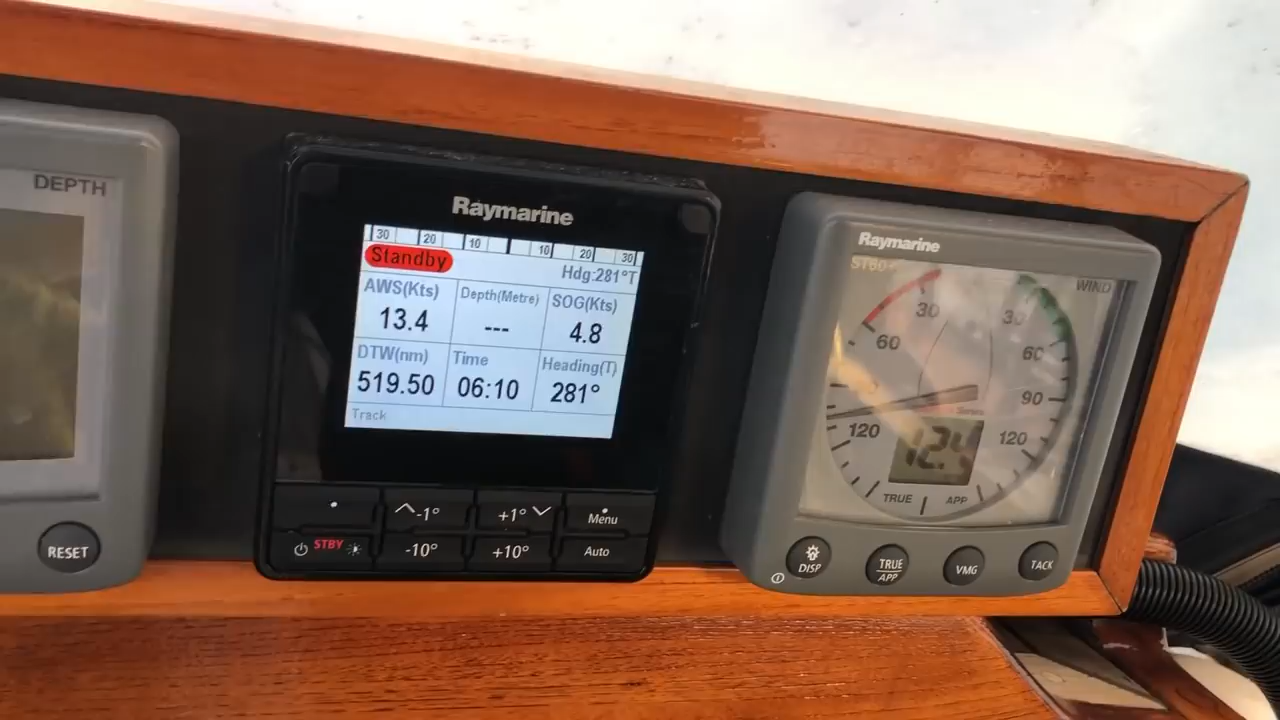 DEPTH
RESET
Raymarine
30 20 10 10 20 30
Standby
Hdg:281°T
AWS(Kts) Depth(Metre) SOG(Kts)
13.4 --- 4.8
DTW(nm) Time Heading(T)
519.50 06:10 281°
Track
-1° +1° Menu
STBY -10° +10° Auto
Raymarine
ST60+ WIND
30 30
60 60
90
Series
120 120
12.4
TRUE APP
DISP TRUE APP VMG TACK